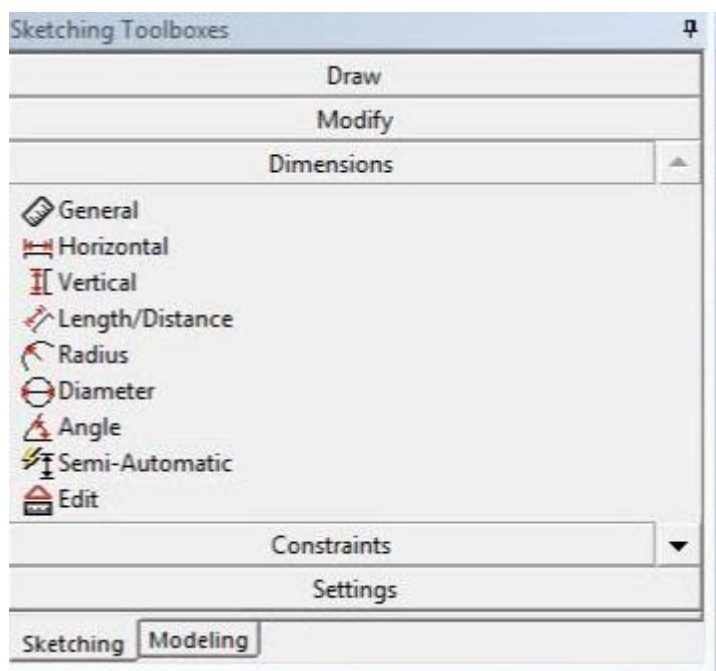 Sketching Toolboxes
Draw
Modify
Dimensions
General
Horizontal
Vertical
Length/Distance
Radius
Diameter
Angle
Semi-Automatic
Edit
Constraints
Settings
Sketching Modeling